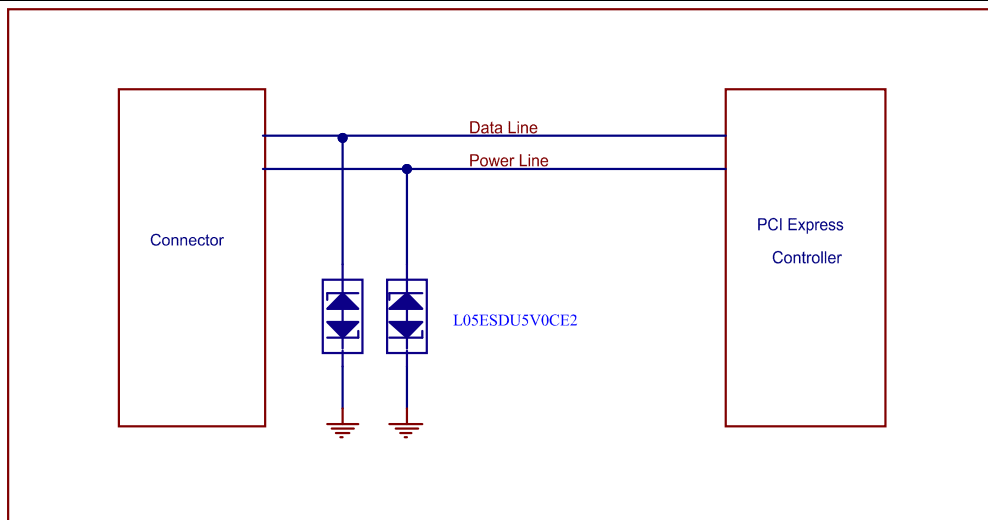 Data Line
Power Line
Connector
PCI Express
Controller
L05ESDU5V0CE2